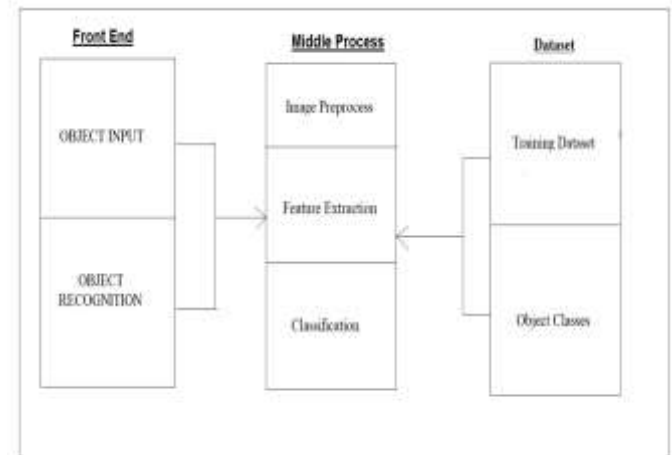 Front End
OBJECT INPUT
OBJECT
RECOGNITION
Middle Process
Image Preprocess
Feature Extraction
Classification
Dataset
Training Dataset
Object Classes